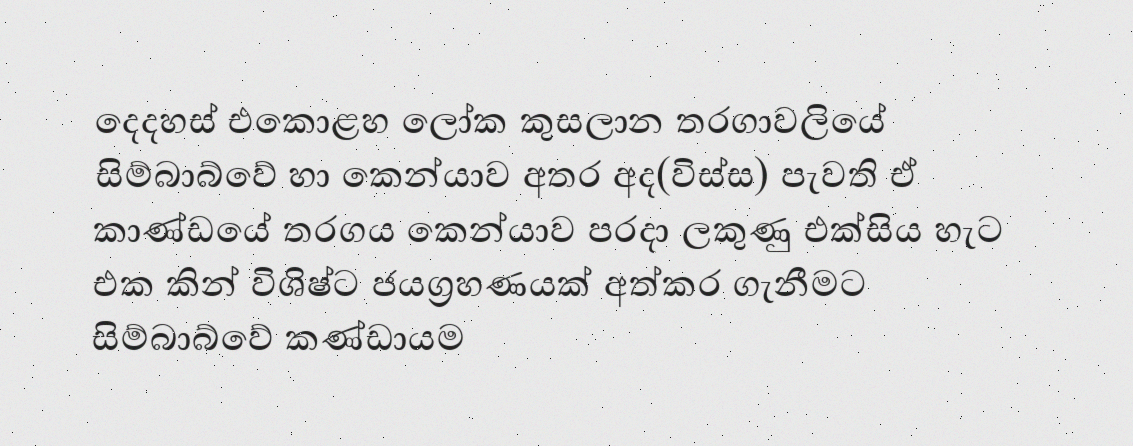 දෙදහස් එකොළහ ලෝක කුසලාන තරගාවලියේ
සිම්බාබ්වේ හා කෙන්යාව අතර අද(විස්ස) පැවති ඒ
කාණ්ඩයේ තරගය කෙන්යාව පරදා ලකුණු එක්සිය හැට
එක කින් විශිෂ්ට ජයග්‍රහණයක් අත්කර ගැනීමට
සිම්බාබ්වේ කණ්ඩායම